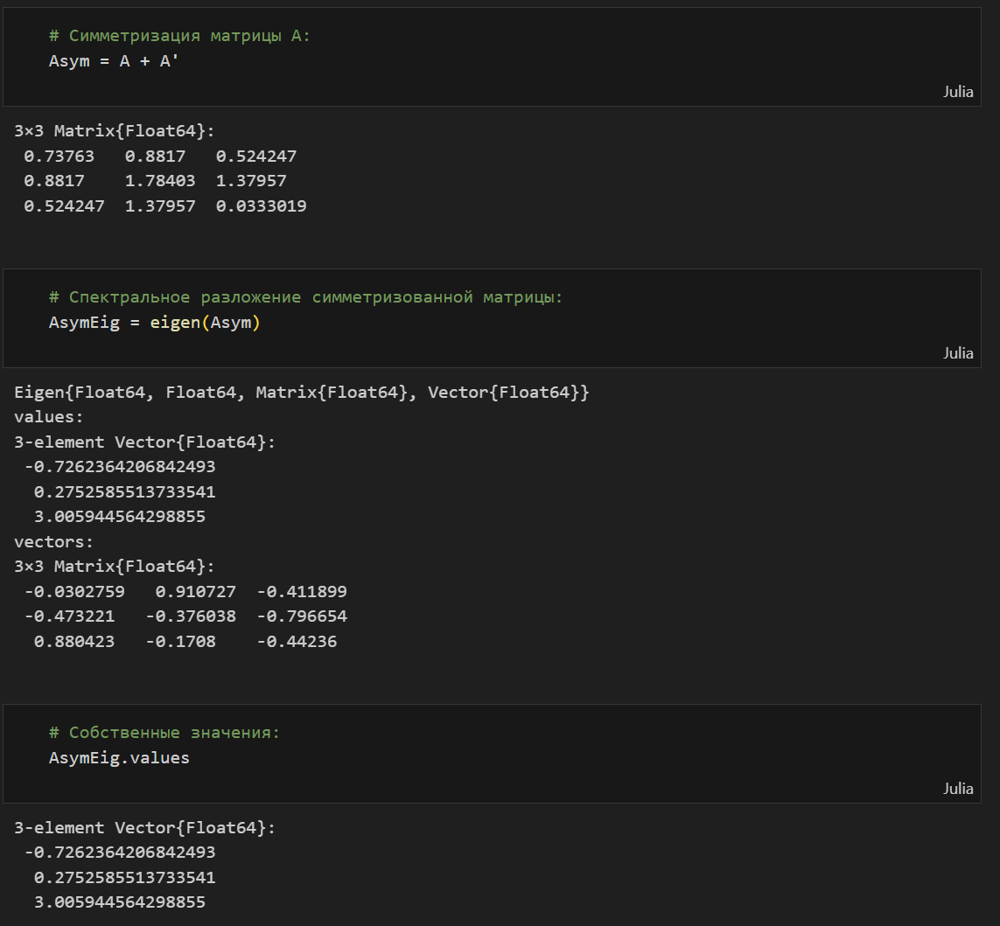 # Симметризация матрицы A:
Asym = A + A'
Julia
3×3 Matrix{Float64}:
0.73763 0.8817 0.524247
0.8817 1.78403 1.37957
0.524247 1.37957 0.0333019
# Спектральное разложение симметризованной матрицы:
AsymEig = eigen(Asym)
Julia
Eigen{Float64, Float64, Matrix{Float64}, Vector{Float64}}
values:
3-element Vector{Float64}:
-0.7262364206842493
0.2752585513733541
3.005944564298855
vectors:
3×3 Matrix{Float64}:
-0.0302759 0.910727 -0.411899
-0.473221 -0.376038 -0.796654
0.880423 -0.1708 -0.44236
# Собственные значения:
AsymEig.values
Julia
3-element Vector{Float64}:
-0.7262364206842493
0.2752585513733541
3.005944564298855